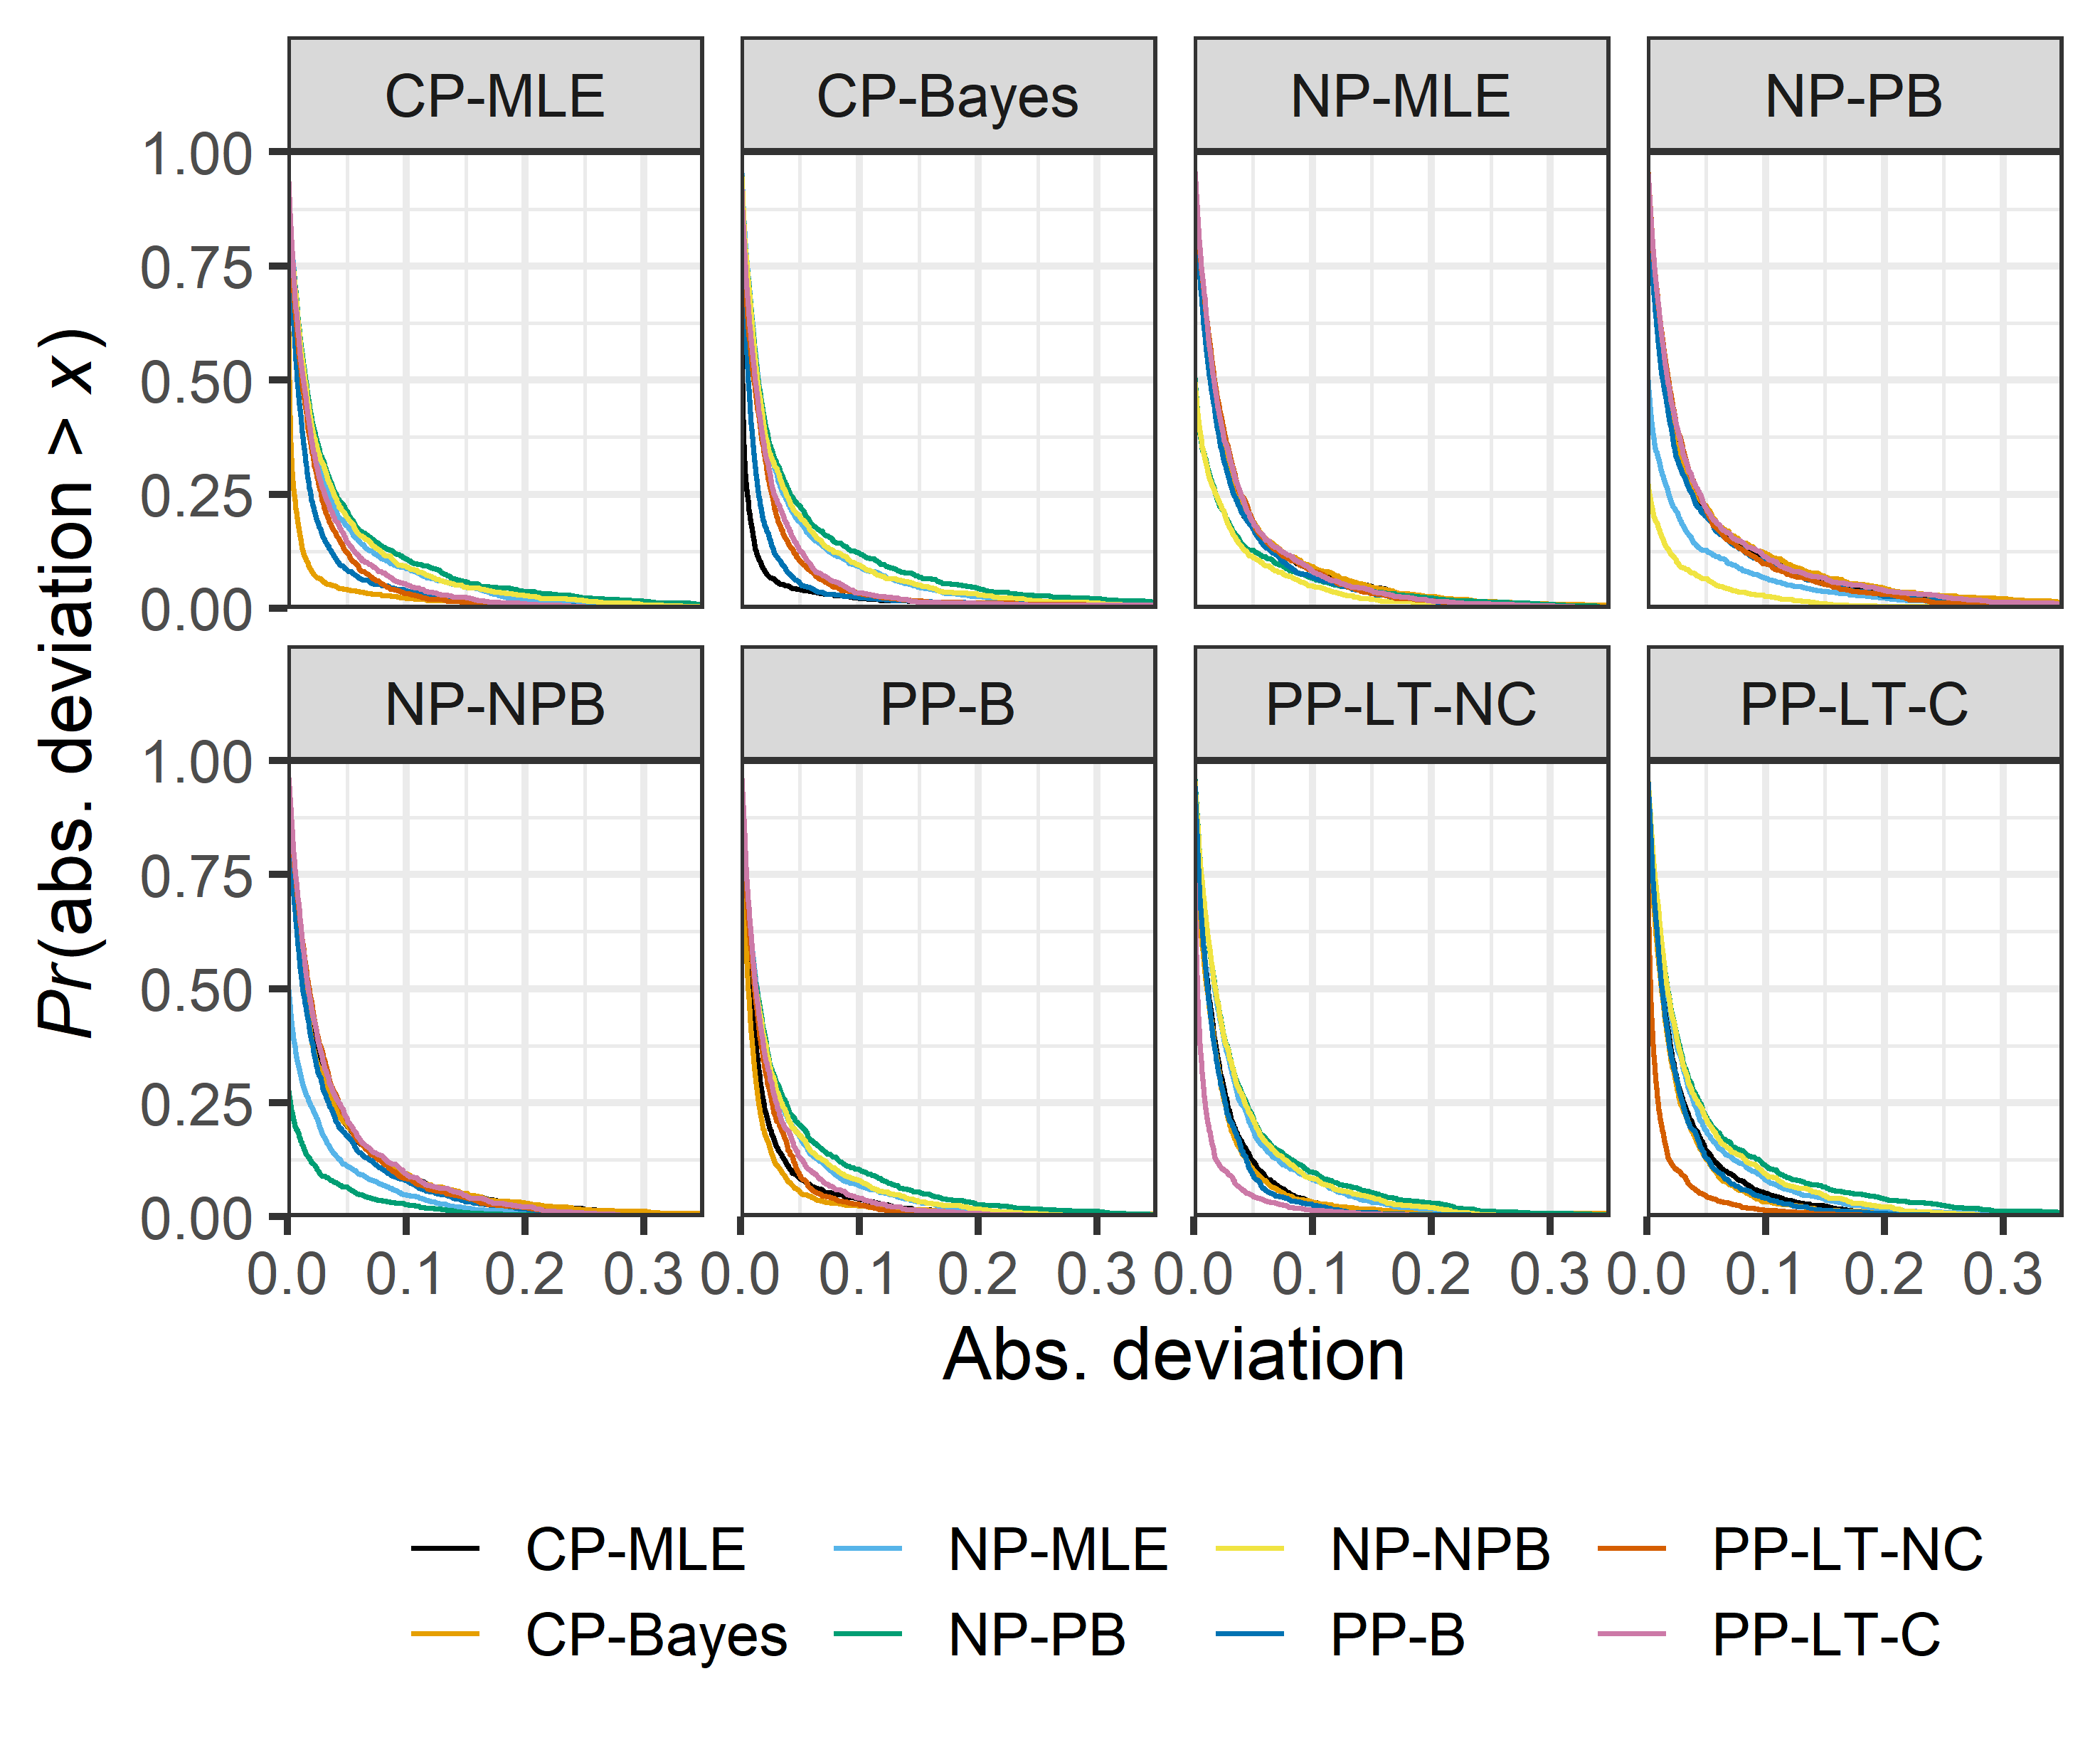 CP-MLE CP-Bayes NP-MLE NP-PB
1.00
0.75
0.50
0.25
0.00
NP-NPB PP-B PP-LT-NC PP-LT-C
1.00
0.75
0.50
0.25
0.00
0.0 0.1 0.2 0.3 0.0 0.1 0.2 0.3 0.0 0.1 0.2 0.3 0.0 0.1 0.2 0.3
Pr(abs. deviation > x)
Abs. deviation
CP-MLE NP-MLE NP-NPB PP-LT-NC
CP-Bayes NP-PB PP-B PP-LT-C